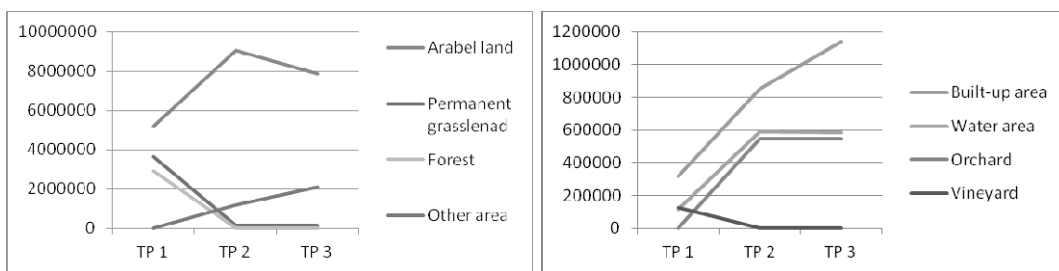 10000000
8000000
6000000
4000000
2000000
0
TP 1 TP 2 TP 3
Arabel land
Permanent
grasslenad
Forest
Other area
1200000
1000000
800000
600000
400000
200000
0
TP 1 TP 2 TP 3
Built-up area
Water area
Orchard
Vineyard